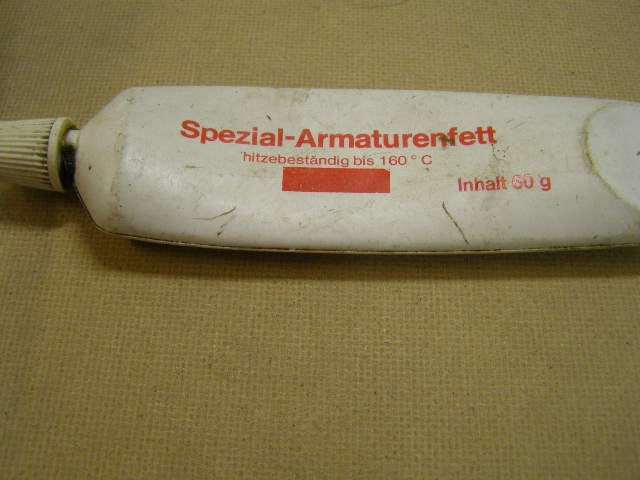 Spezial-Armaturenfett
hitzebeständig bis 160° C
Inhalt 60 g